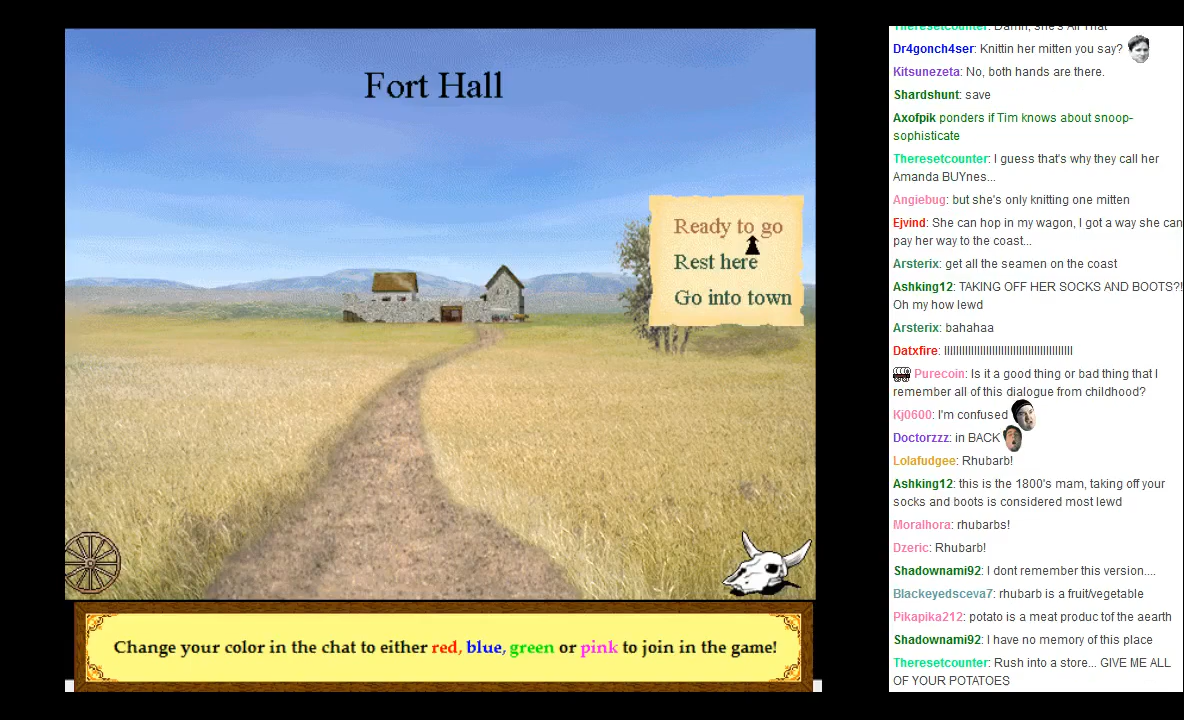 Fort Hall
Ready to go
Rest here
Go into town
Change your color in the chat to either red, blue, green or pink to join in the game!
Theresetcounter: Damn, she's All That
Dr4gonch4ser: Knittin her mitten you say?
Kitsunezeta: No, both hands are there.
Shardshunt: save
Axofpik ponders if Tim knows about snoop-
sophisticate
Theresetcounter: I guess that's why they call her
Amanda BUYnes...
Angiebug: but she's only knitting one mitten
Ejvind: She can hop in my wagon, I got a way she can
pay her way to the coast...
Arsterix: get all the seamen on the coast
Ashking12: TAKING OFF HER SOCKS AND BOOTS?!
Oh my how lewd
Arsterix: bahahaa
Datxfire: llllllllllllllllllllllllllllllllllllllllllll
Purecoin: Is it a good thing or bad thing that I
remember all of this dialogue from childhood?
Kj0600: I'm confused
Doctorzzz: in BACK
Lolafudgee: Rhubarb!
Ashking12: this is the 1800's mam, taking off your
socks and boots is considered most lewd
Moralhora: rhubarbs!
Dzeric: Rhubarb!
Shadownami92: I dont remember this version....
Blackeyedsceva7: rhubarb is a fruit/vegetable
Pikapika212: potato is a meat produc tof the aearth
Shadownami92: I have no memory of this place
Theresetcounter: Rush into a store... GIVE ME ALL
OF YOUR POTATOES